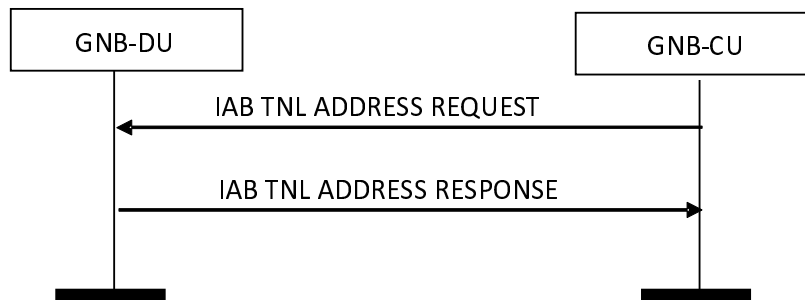 GNB-DU
GNB-CU
IAB TNL ADDRESS REQUEST
IAB TNL ADDRESS RESPONSE